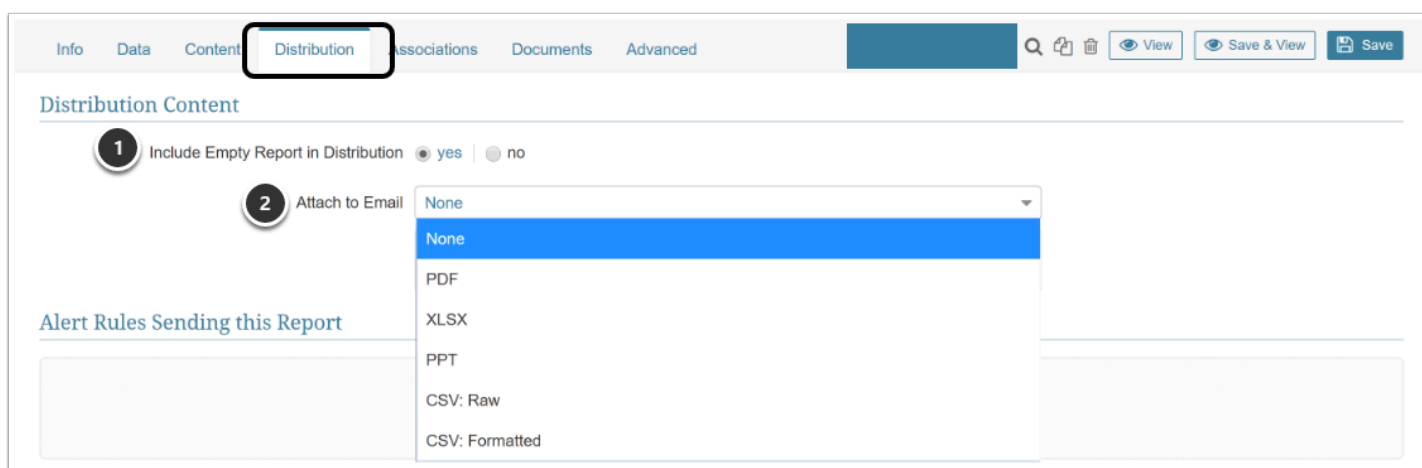 Info Data Content Distribution Associations Documents Advanced View Save & View Save
Distribution Content
1 Include Empty Report in Distribution yes no
2 Attach to Email None
None
PDF
XLSX
Alert Rules Sending this Report
PPT
CSV: Raw
CSV: Formatted